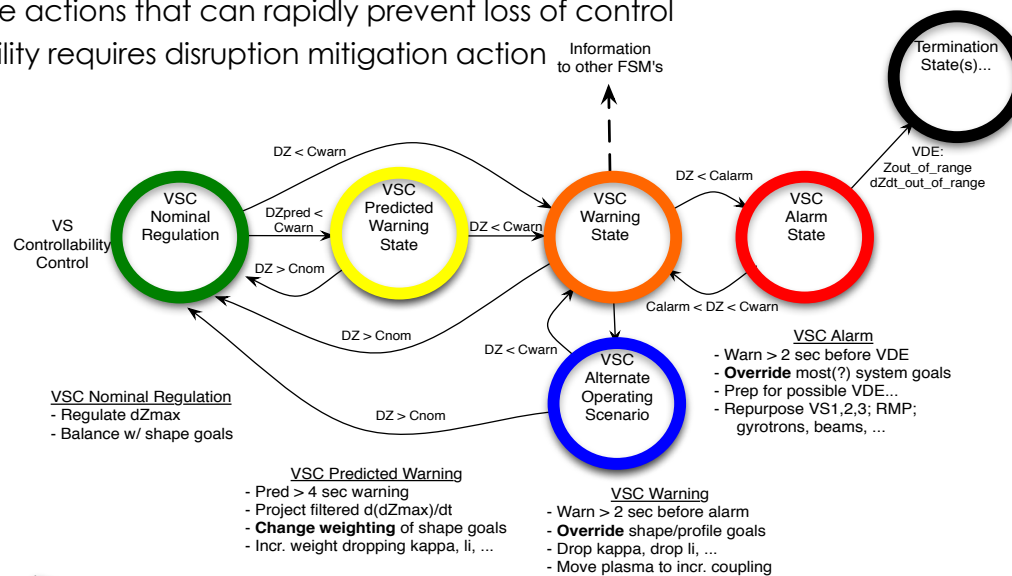 e actions that can rapidly prevent loss of control
ility requires disruption mitigation action
Information
to other FSM's
Termination
State(s)...
VDE:
Zout_of_range
dZdt_out_of_range
DZ < Cwarn
DZ < Calarm
VS
Controllability
Control
VSC
Nominal
Regulation
DZpred <
Cwarn
VSC
Predicted
Warning
State
DZ < Cwarn
VSC
Warning
State
VSC
Alarm
State
DZ > Cnom
Calarm < DZ < Cwarn
DZ > Cnom
DZ < Cwarn
VSC
Alternate
Operating
Scenario
DZ > Cnom
VSC Alarm
- Warn > 2 sec before VDE
- Override most(?) system goals
- Prep for possible VDE...
- Repurpose VS1,2,3; RMP;
gyrotrons, beams, ...
VSC Nominal Regulation
- Regulate dZmax
- Balance w/ shape goals
VSC Predicted Warning
- Pred > 4 sec warning
- Project filtered d(dZmax)/dt
- Change weighting of shape goals
- Incr. weight dropping kappa, li, ...
VSC Warning
- Warn > 2 sec before alarm
- Override shape/profile goals
- Drop kappa, drop li, ...
- Move plasma to incr. coupling